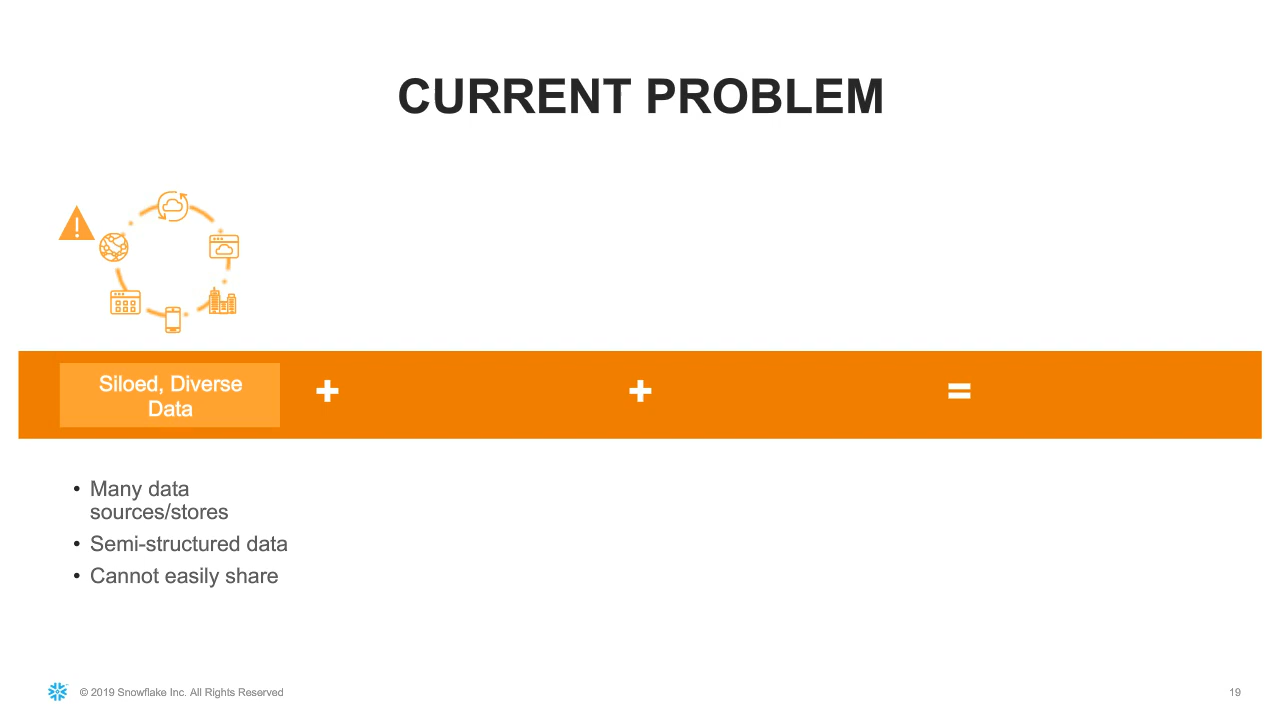 CURRENT PROBLEM
Siloed, Diverse
Data
+
+
=
• Many data
sources/stores
• Semi-structured data
• Cannot easily share
© 2019 Snowflake Inc. All Rights Reserved
19